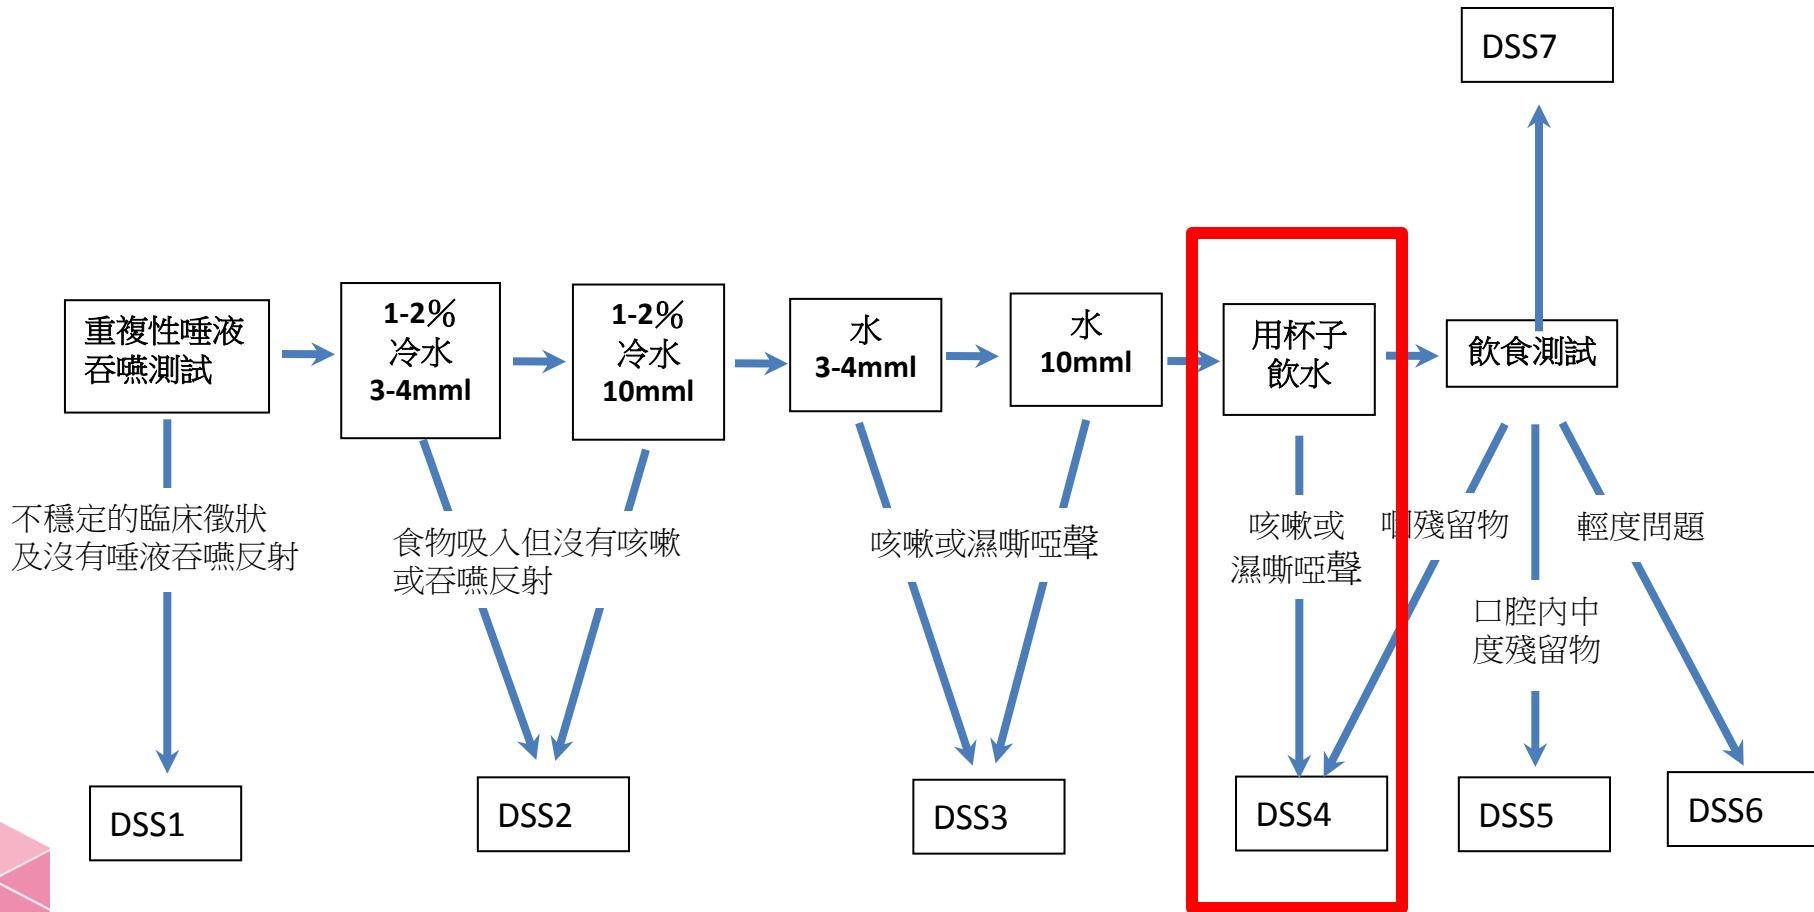 DSS7
重複性唾液
吞嚥測試
1-2%
冷水
3-4mml
1-2%
冷水
10mml
水
3-4mml
水
10mml
用杯子
飲水
飲食測試
不穩定的臨床徵狀
及沒有唾液吞嚥反射
食物吸入但沒有咳嗽
或吞嚥反射
咳嗽或濕嘶啞聲
咳嗽或
濕嘶啞聲
咽殘留物
輕度問題
口腔內中
度殘留物
DSS1
DSS2
DSS3
DSS4
DSS5
DSS6